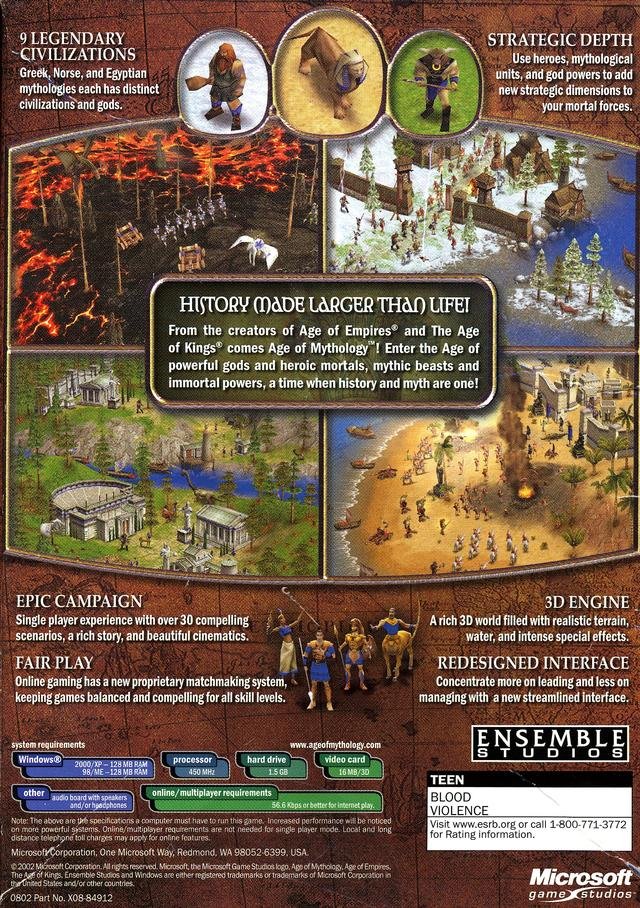 9 LEGENDARY
CIVILIZATIONS
Greek, Norse, and Egyptian
mythologies each has distinct
civilizations and gods.
STRATEGIC DEPTH
Use heroes, mythological
units, and god powers to add
new strategic dimensions to
your mortal forces.
HISTORY MADE LARGER THAN LIFE!
From the creators of Age of Empires® and The Age
of Kings® comes Age of Mythology™! Enter the Age of
powerful gods and heroic mortals, mythic beasts and
immortal powers, a time when history and myth are one!
EPIC CAMPAIGN
Single player experience with over 30 compelling
scenarios, a rich story, and beautiful cinematics.
FAIR PLAY
Online gaming has a new proprietary matchmaking system,
keeping games balanced and compelling for all skill levels.
3D ENGINE
A rich 3D world filled with realistic terrain,
water, and intense special effects.
REDESIGNED INTERFACE
Concentrate more on leading and less on
managing with a new streamlined interface.
system requirements
www.ageofmythology.com
Windows®
2000/XP – 128 MB RAM
98/ME – 128 MB RAM
processor
450 MHz
hard drive
1.5 GB
video card
16 MB/3D
other
audio board with speakers
and/or headphones
online/multiplayer requirements
56.6 Kbps or better for internet play.
Note: The above are the specifications a computer must have to run this game. Increased performance will be noticed
on more powerful systems. Online/multiplayer requirements are not needed for single player mode. Local and long
distance telephone toll charges may apply for online features.
Microsoft Corporation, One Microsoft Way, Redmond, WA 98052-6399, USA.
© 2002 Microsoft Corporation. All rights reserved. Microsoft, the Microsoft Game Studios logo, Age of Mythology, Age of Empires,
The Age of Kings, Ensemble Studios and Windows are either registered trademarks or trademarks of Microsoft Corporation in
the United States and/or other countries.
0802 Part No. X08-84912
ENSEMBLE
STUDIOS
TEEN
BLOOD
VIOLENCE
Visit www.esrb.org or call 1-800-771-3772
for Rating information.
Microsoft
game studios™